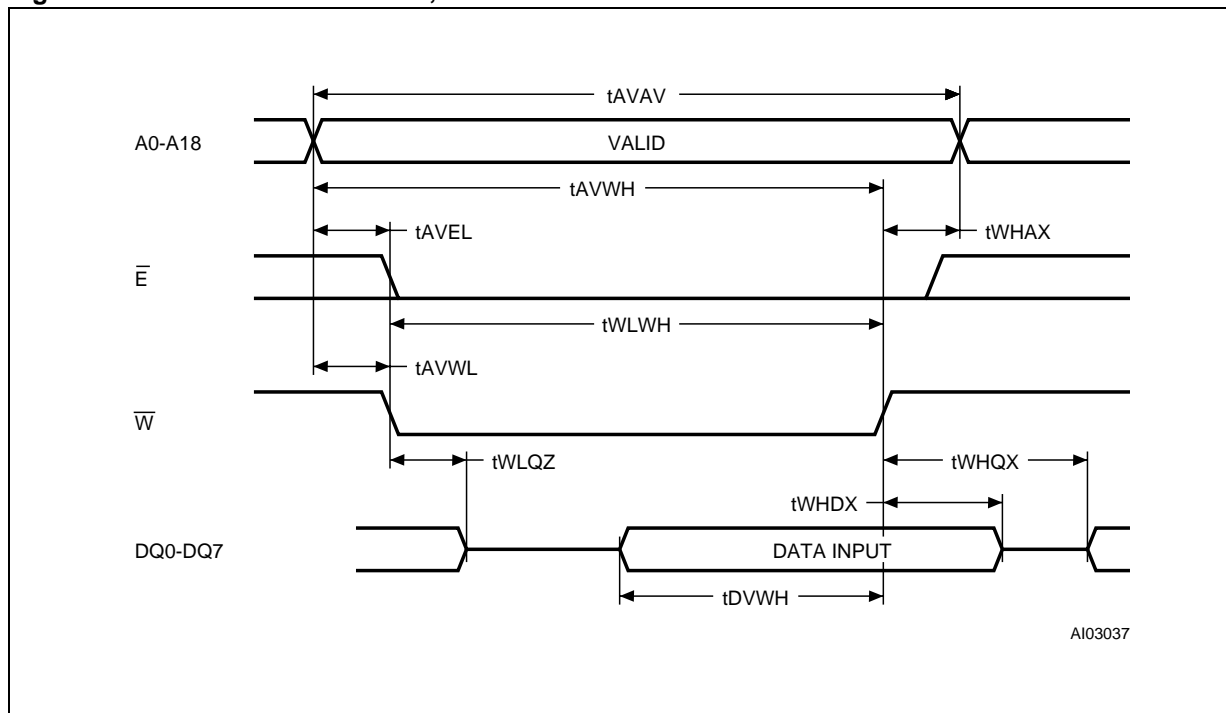 tAVAV
A0-A18
VALID
tAVWH
tAVEL
tWHAX
E̅
tWLWH
tAVWL
W̅
tWLQZ
tWHQX
tWHDX
DQ0-DQ7
DATA INPUT
tDVWH
AI03037